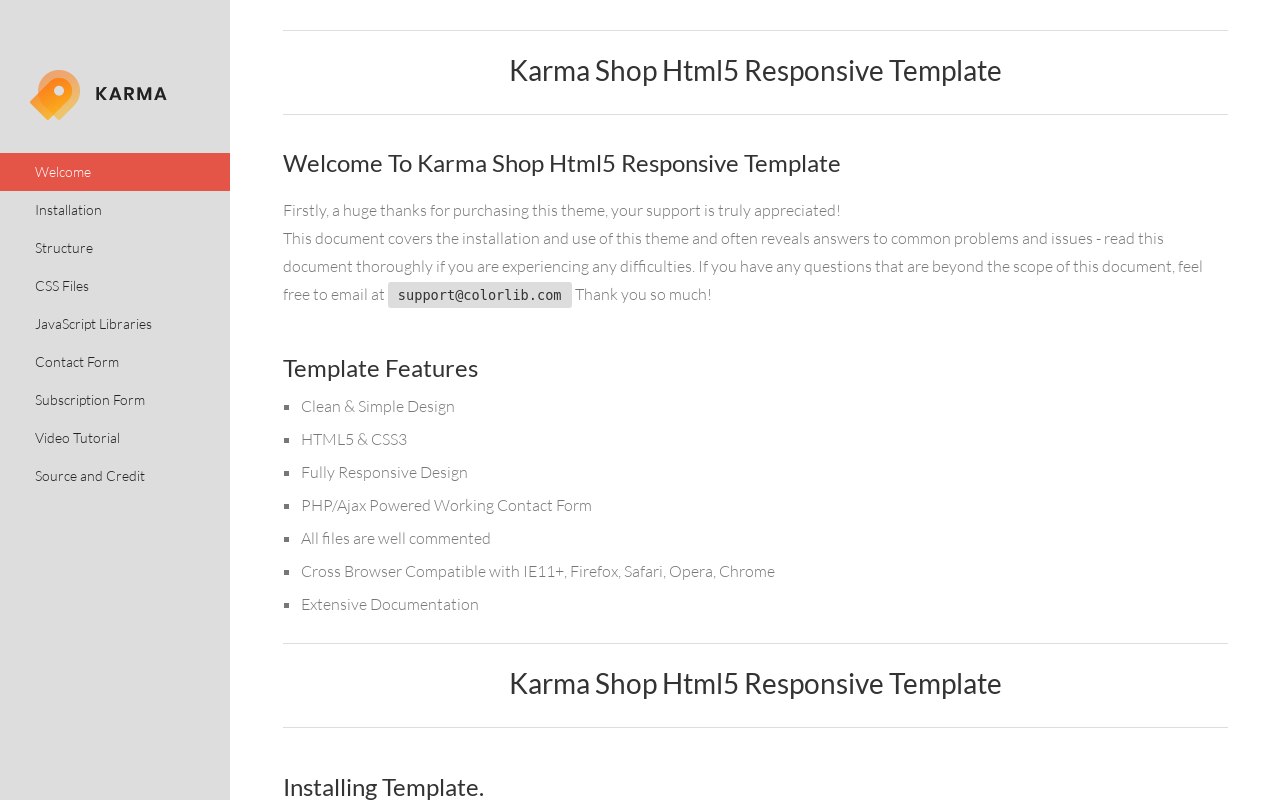 KARMA
Welcome
Installation
Structure
CSS Files
JavaScript Libraries
Contact Form
Subscription Form
Video Tutorial
Source and Credit
Karma Shop Html5 Responsive Template
Welcome To Karma Shop Html5 Responsive Template
Firstly, a huge thanks for purchasing this theme, your support is truly appreciated!
This document covers the installation and use of this theme and often reveals answers to common problems and issues - read this
document thoroughly if you are experiencing any difficulties. If you have any questions that are beyond the scope of this document, feel
free to email at support@colorlib.com Thank you so much!
Template Features
Clean & Simple Design
HTML5 & CSS3
Fully Responsive Design
PHP/Ajax Powered Working Contact Form
All files are well commented
Cross Browser Compatible with IE11+, Firefox, Safari, Opera, Chrome
Extensive Documentation
Karma Shop Html5 Responsive Template
Installing Template.